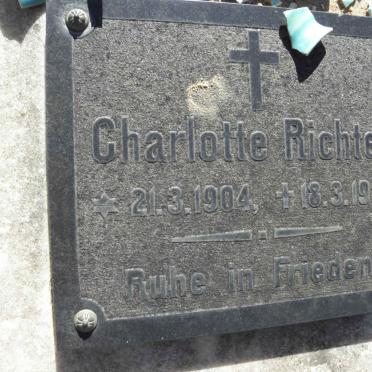 Charlotte Richte
* 21.3.1904, † 18.3.19
Ruhe in Frieden